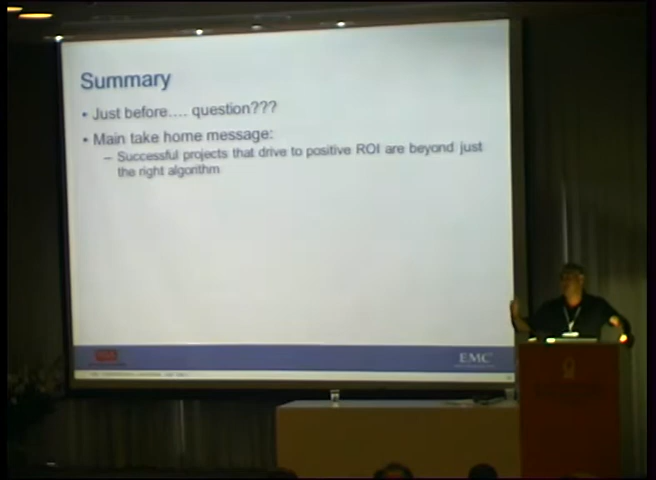 Summary
• Just before.... question???
• Main take home message:
– Successful projects that drive to positive ROI are beyond just
the right algorithm
EMC